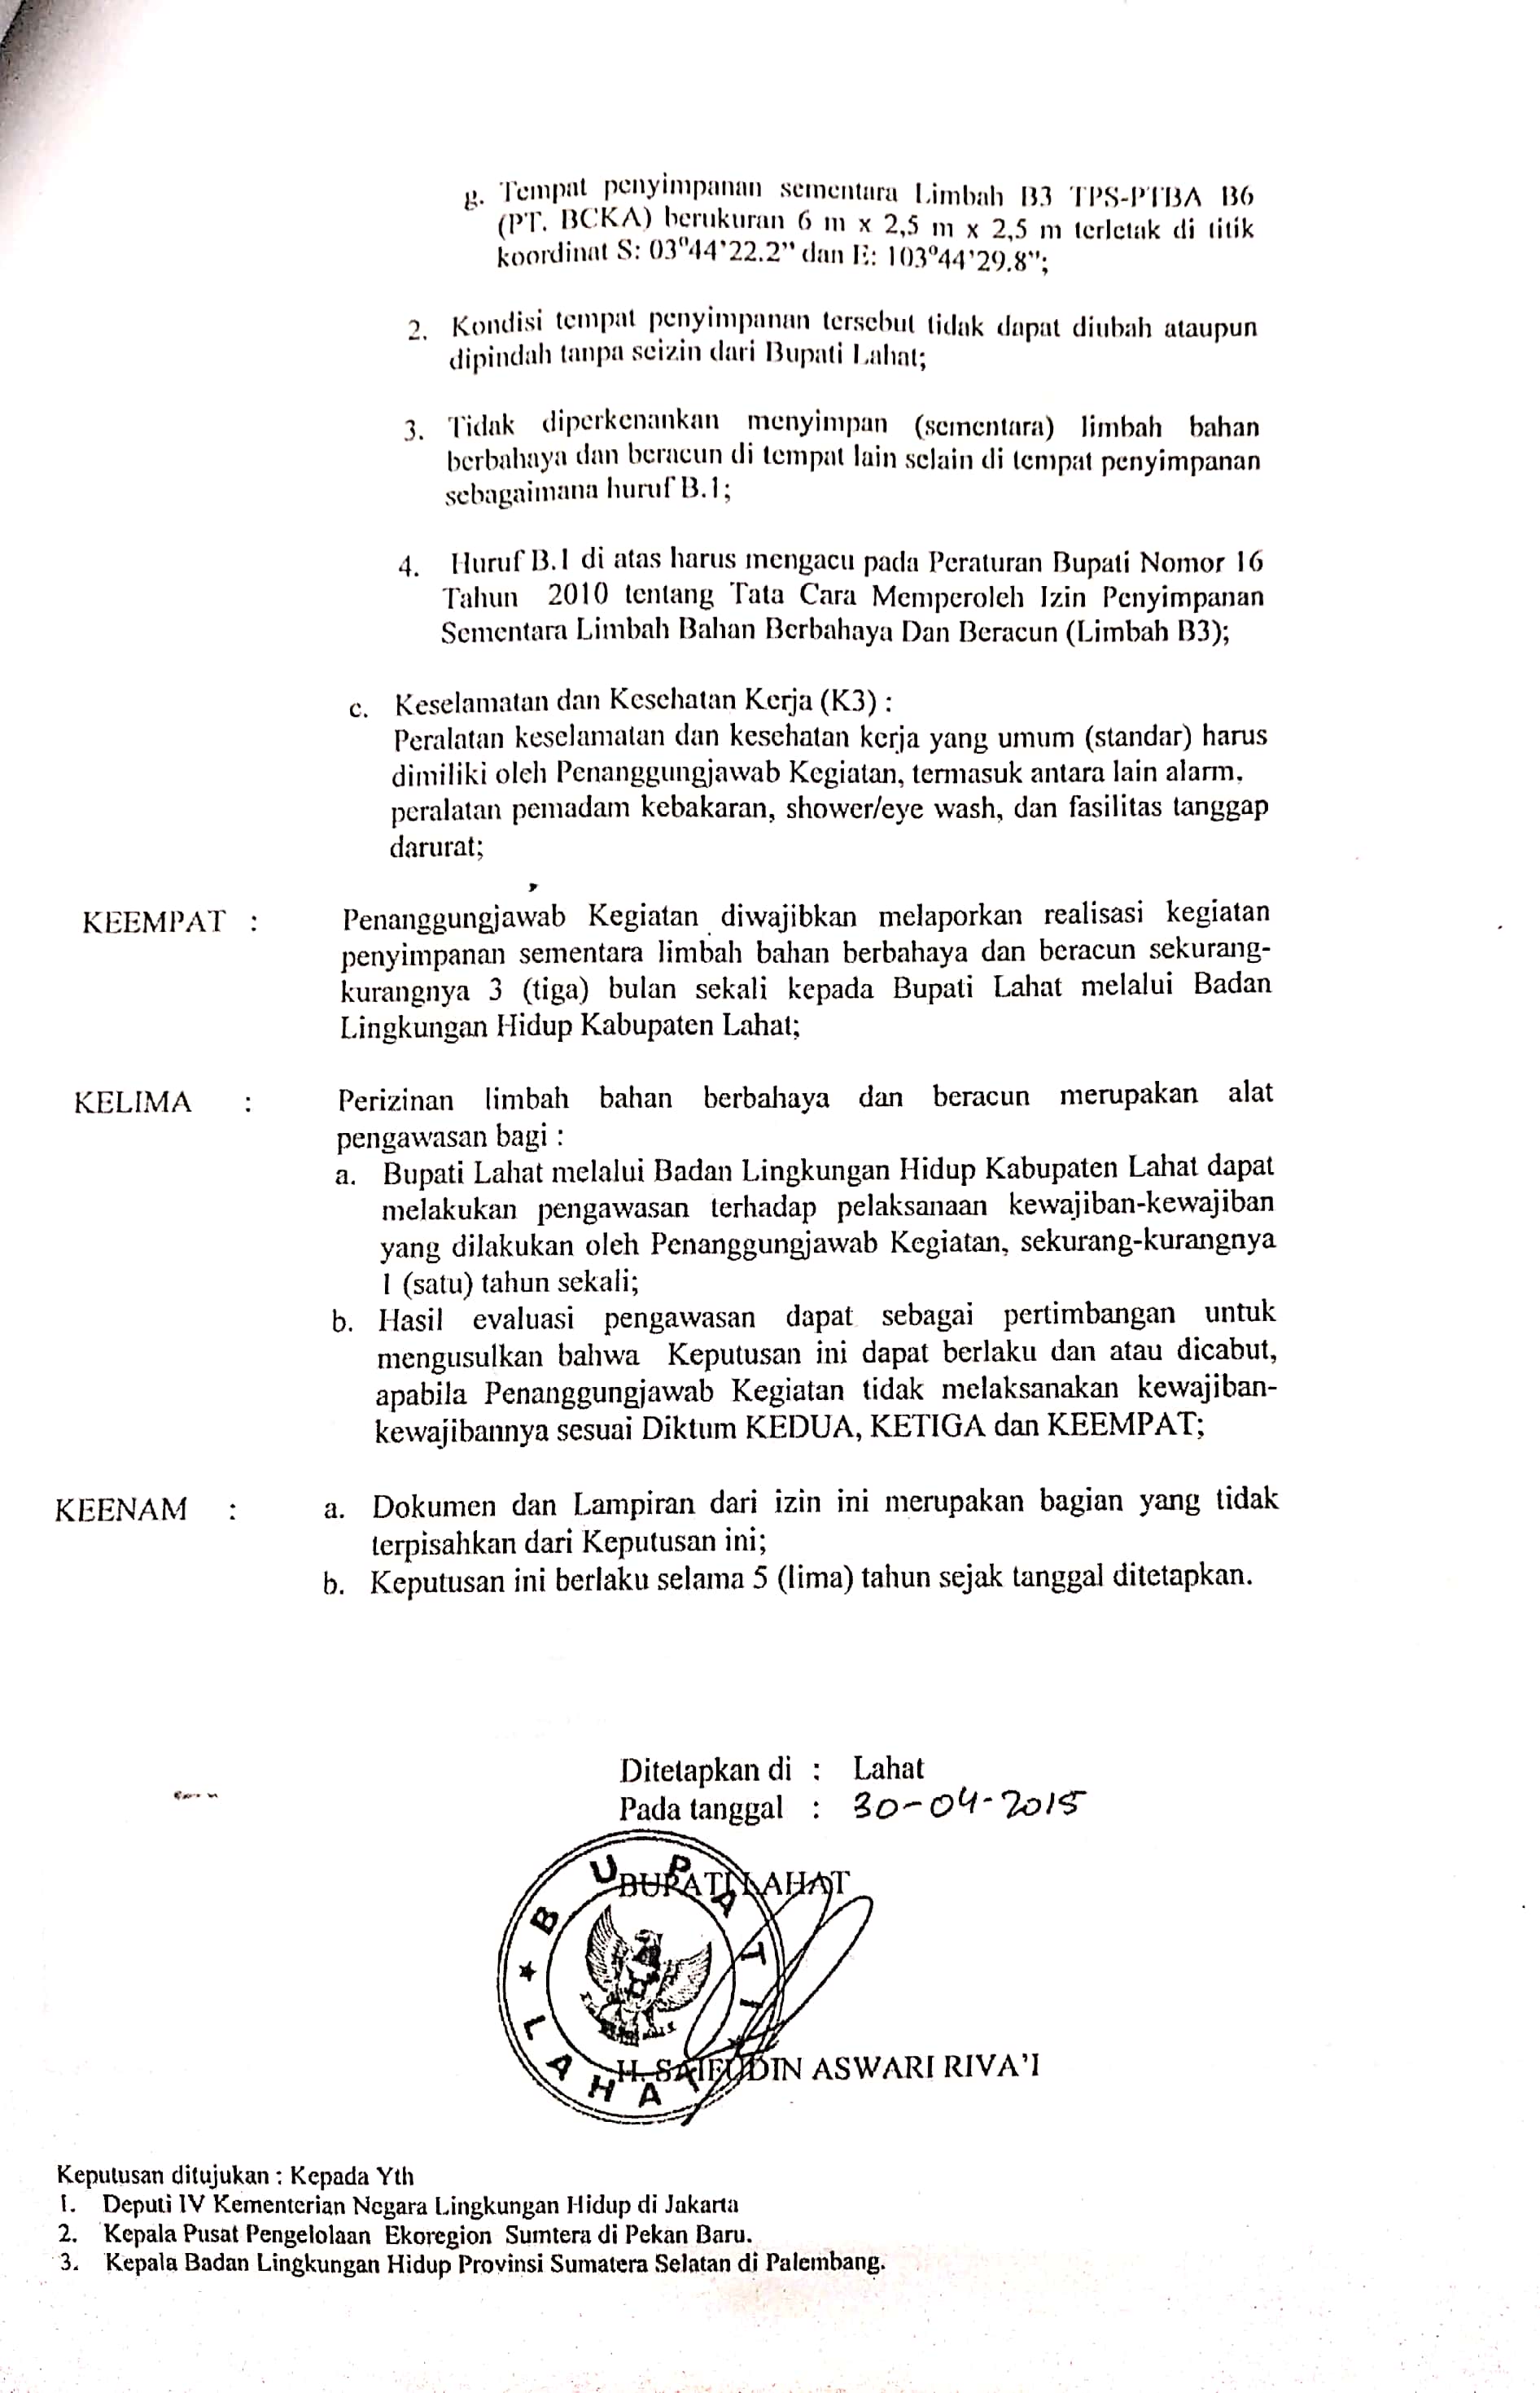 g. Tempat penyimpanan sementara Limbah B3 TPS-PTBA B6
(PT. BCKA) berukuran 6 m x 2,5 m x 2,5 m terletak di titik
koordinat S: 03⁰44'22.2" dan E: 103⁰44'29.8";
2. Kondisi tempat penyimpanan tersebut tidak dapat diubah ataupun
dipindah tanpa seizin dari Bupati Lahat;
3. Tidak diperkenankan menyimpan (sementara) limbah bahan
berbahaya dan beracun di tempat lain selain di tempat penyimpanan
sebagaimana huruf B.1;
4. Huruf B.1 di atas harus mengacu pada Peraturan Bupati Nomor 16
Tahun 2010 tentang Tata Cara Memperoleh Izin Penyimpanan
Sementara Limbah Bahan Berbahaya Dan Beracun (Limbah B3);
c. Keselamatan dan Kesehatan Kerja (K3) :
Peralatan keselamatan dan kesehatan kerja yang umum (standar) harus
dimiliki oleh Penanggungjawab Kegiatan, termasuk antara lain alarm,
peralatan pemadam kebakaran, shower/eye wash, dan fasilitas tanggap
darurat;
KEEMPAT : Penanggungjawab Kegiatan diwajibkan melaporkan realisasi kegiatan
penyimpanan sementara limbah bahan berbahaya dan beracun sekurang-
kurangnya 3 (tiga) bulan sekali kepada Bupati Lahat melalui Badan
Lingkungan Hidup Kabupaten Lahat;
KELIMA : Perizinan limbah bahan berbahaya dan beracun merupakan alat
pengawasan bagi :
a. Bupati Lahat melalui Badan Lingkungan Hidup Kabupaten Lahat dapat
melakukan pengawasan terhadap pelaksanaan kewajiban-kewajiban
yang dilakukan oleh Penanggungjawab Kegiatan, sekurang-kurangnya
1 (satu) tahun sekali;
b. Hasil evaluasi pengawasan dapat sebagai pertimbangan untuk
mengusulkan bahwa Keputusan ini dapat berlaku dan atau dicabut,
apabila Penanggungjawab Kegiatan tidak melaksanakan kewajiban-
kewajibannya sesuai Diktum KEDUA, KETIGA dan KEEMPAT;
KEENAM : a. Dokumen dan Lampiran dari izin ini merupakan bagian yang tidak
terpisahkan dari Keputusan ini;
b. Keputusan ini berlaku selama 5 (lima) tahun sejak tanggal ditetapkan.
Ditetapkan di : Lahat
Pada tanggal : 30-04-2015
BUPATI LAHAT
BUPATI LAHAT
H. SAIFUDIN ASWARI RIVA'I
Keputusan ditujukan : Kepada Yth
1. Deputi IV Kementerian Negara Lingkungan Hidup di Jakarta
2. Kepala Pusat Pengelolaan Ekoregion Sumtera di Pekan Baru.
3. Kepala Badan Lingkungan Hidup Provinsi Sumatera Selatan di Palembang.